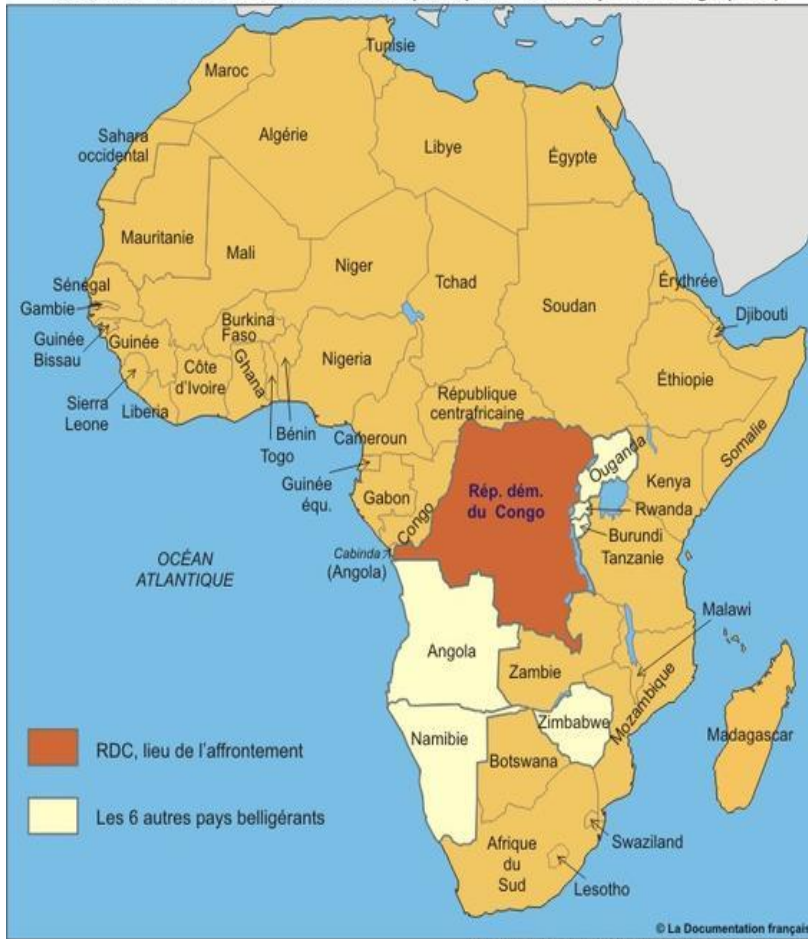 Tunisie
Maroc
Algérie
Libye
Égypte
Sahara
occidental
Mauritanie
Mali
Niger
Tchad
Soudan
Érythrée
Djibouti
Sénégal
Gambie
Guinée
Bissau
Guinée
Burkina
Faso
Nigeria
Côte
d'Ivoire
Ghana
Éthiopie
Sierra
Leone
Liberia
Togo
Bénin
Cameroun
République
centrafricaine
Somalie
Guinée
équ.
Gabon
Congo
Rép. dém.
du Congo
Ouganda
Kenya
Rwanda
Burundi
Tanzanie
Cabinda
(Angola)
OCÉAN
ATLANTIQUE
Malawi
Angola
Zambie
Mozambique
Zimbabwe
Namibie
Botswana
Madagascar
RDC, lieu de l'affrontement
Les 6 autres pays belligérants
Afrique
du
Sud
Swaziland
Lesotho
© La Documentation français